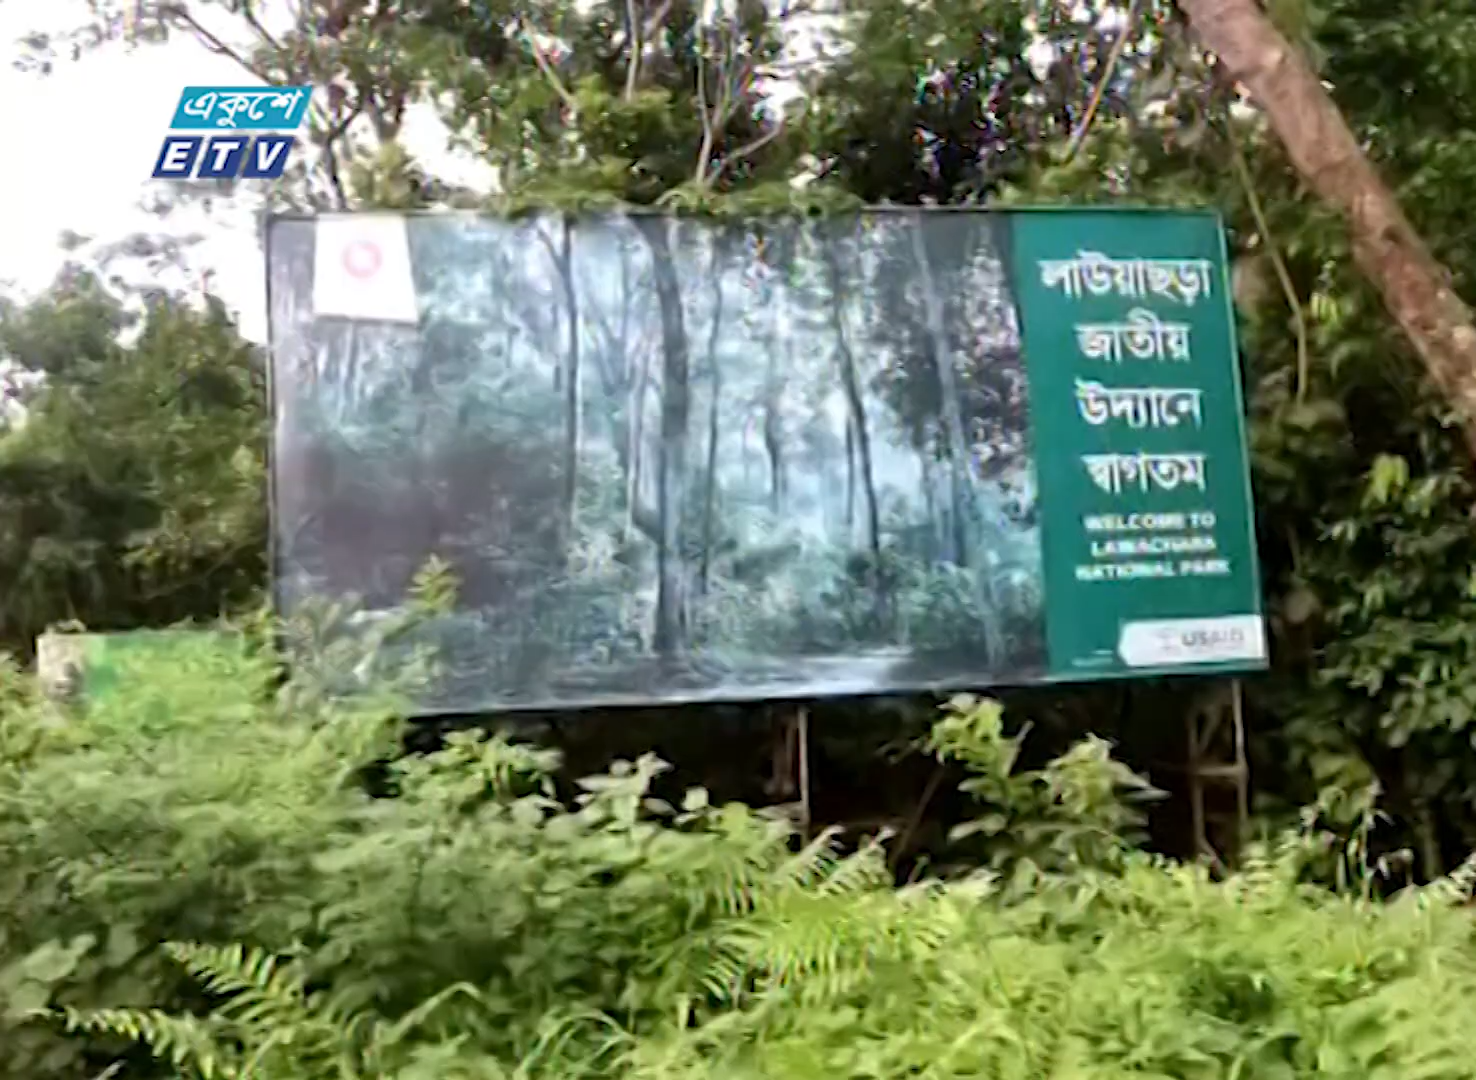 একুশে
ETV
লাউয়াছড়া
জাতীয়
উদ্যানে
স্বাগতম
WELCOME TO
LAWACHARA
NATIONAL PARK
USAID